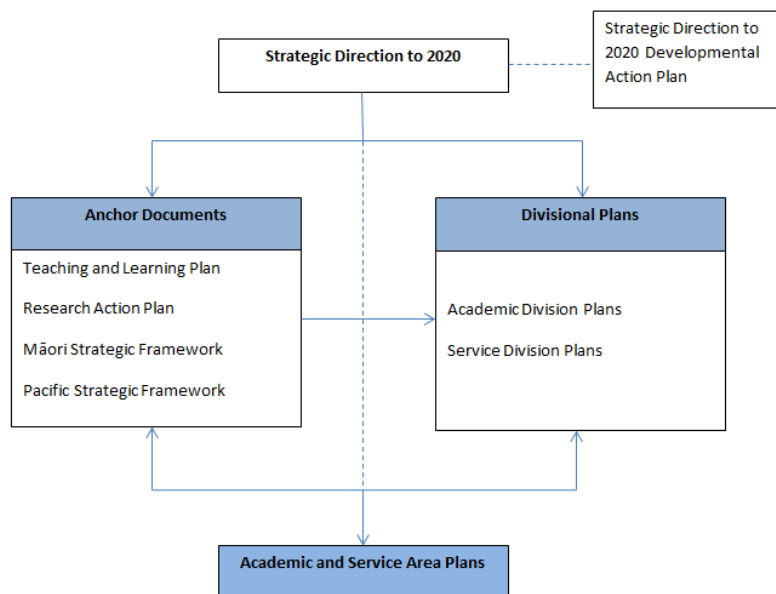 Strategic Direction to 2020
Strategic Direction to
2020 Developmental
Action Plan
Anchor Documents
Teaching and Learning Plan
Research Action Plan
Māori Strategic Framework
Pacific Strategic Framework
Divisional Plans
Academic Division Plans
Service Division Plans
Academic and Service Area Plans